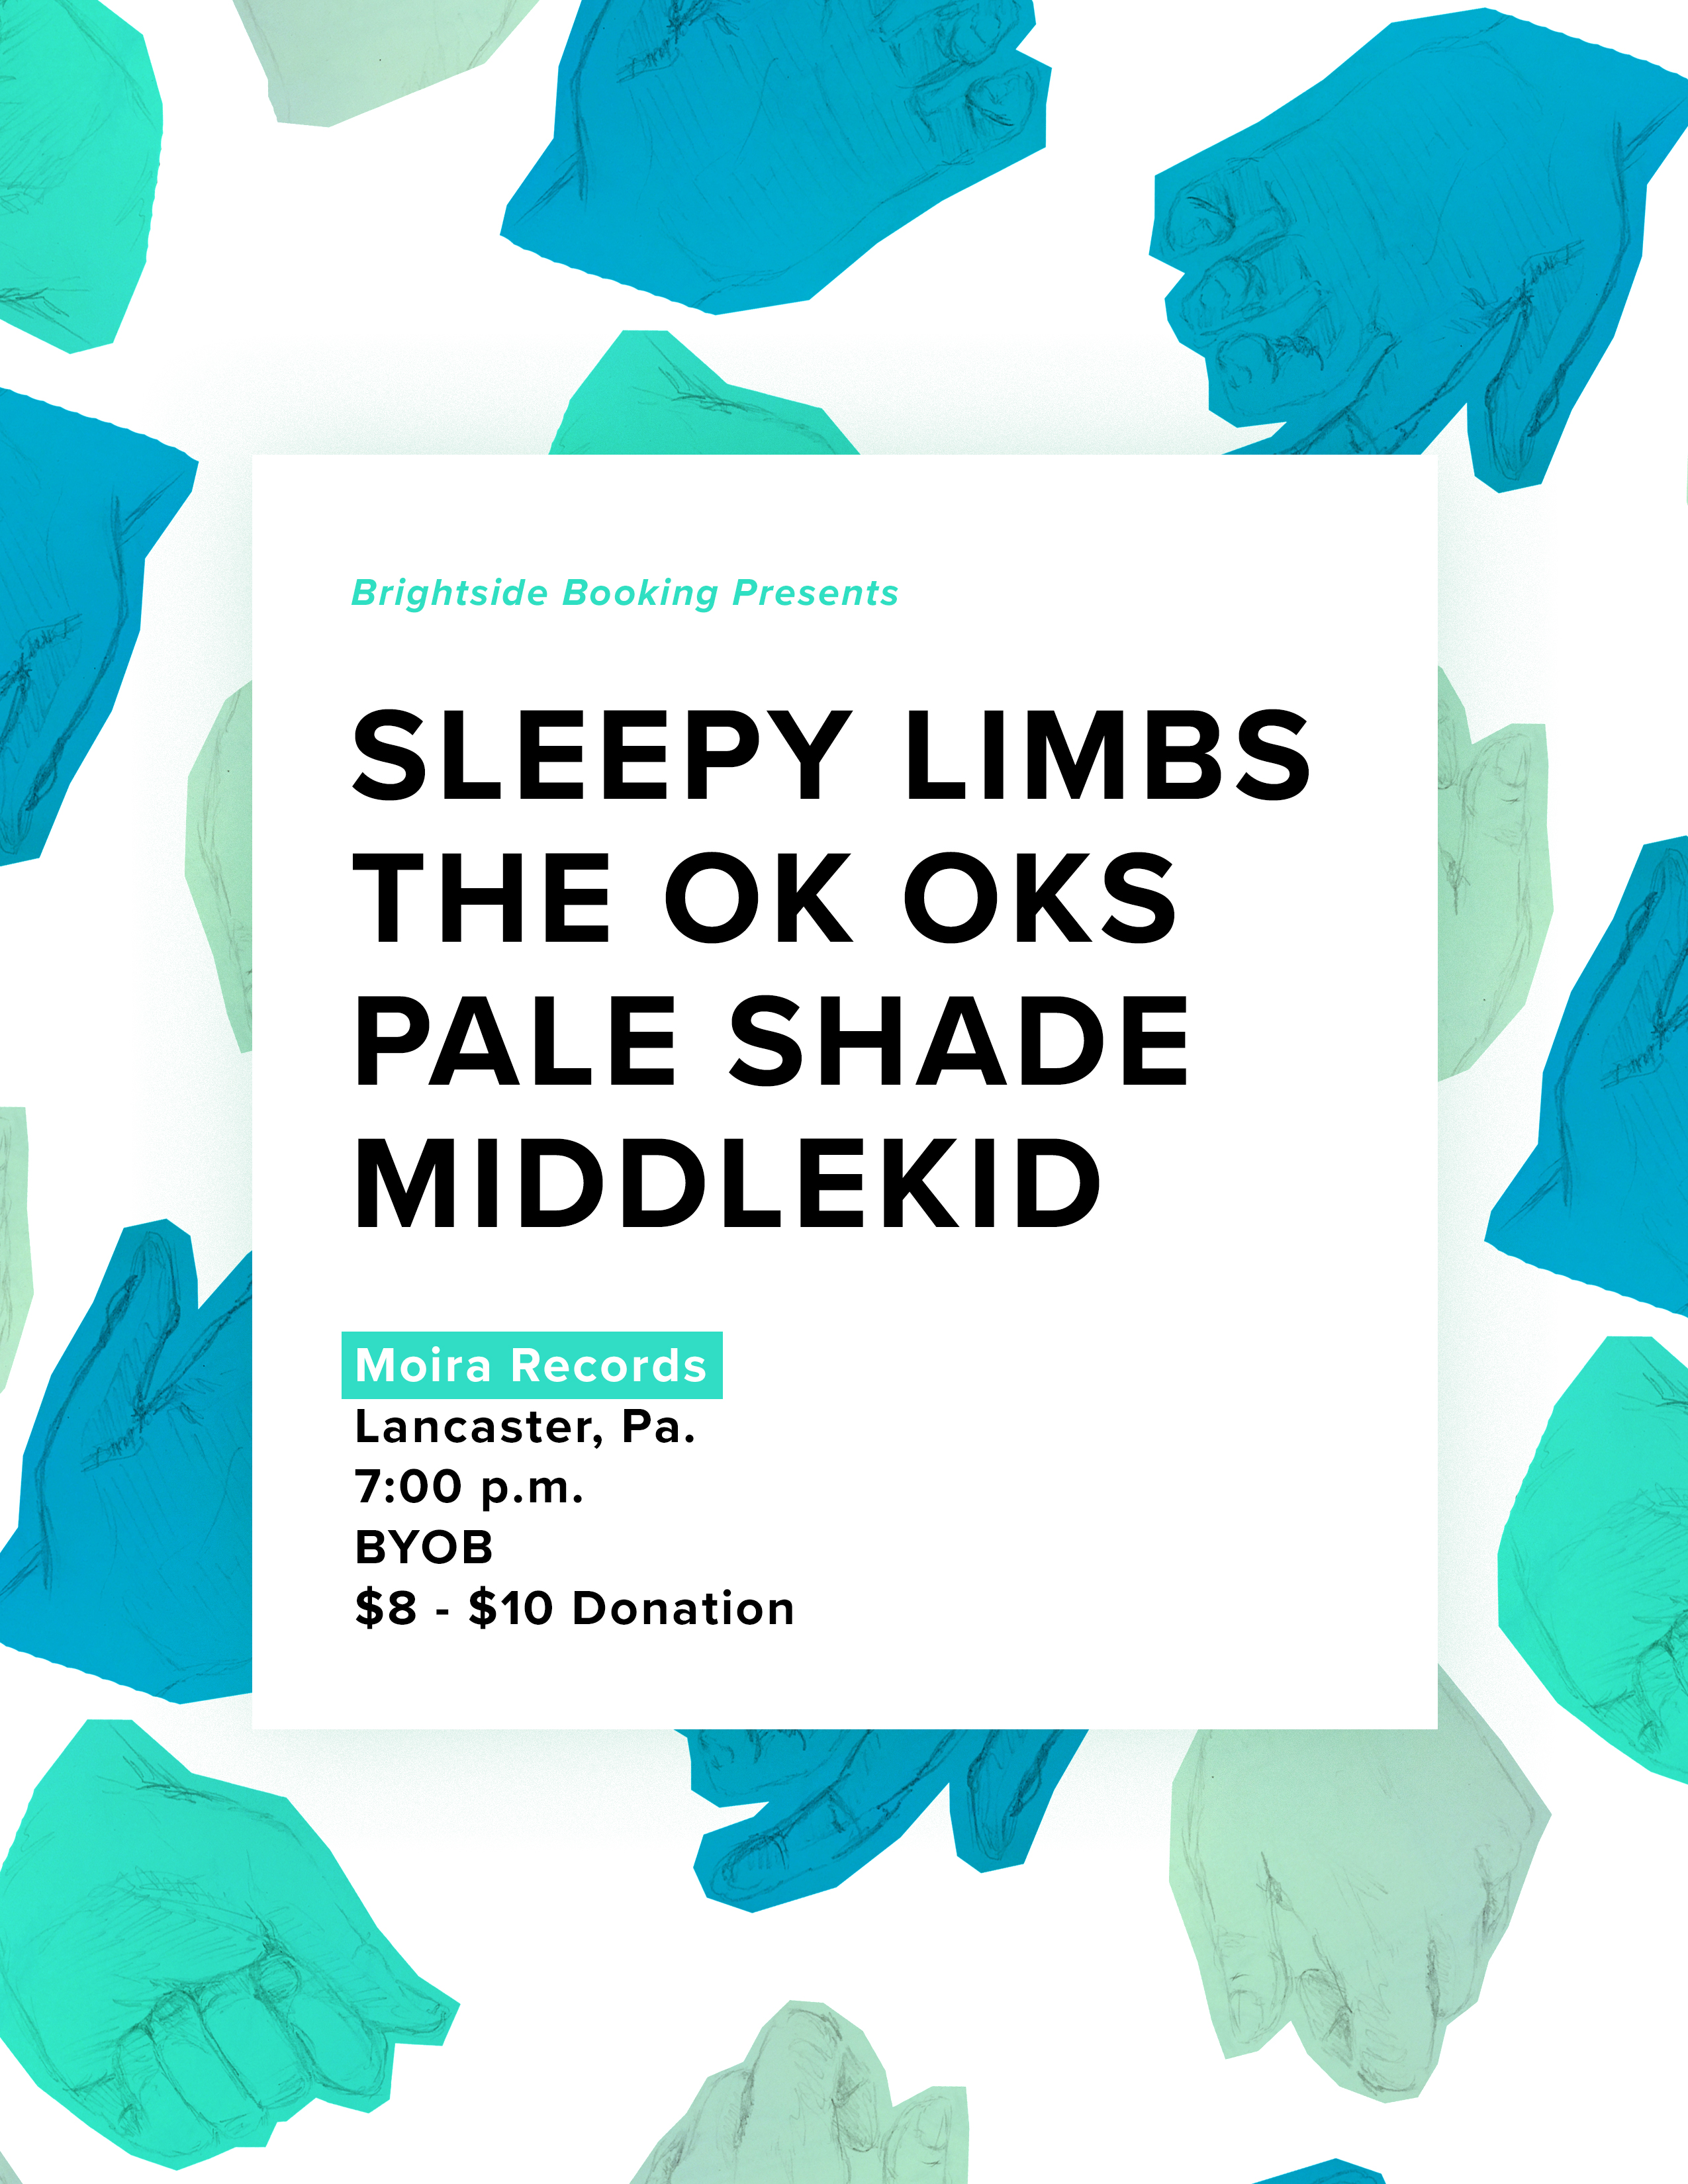 Brightside Booking Presents
SLEEPY LIMBS
THE OK OKS
PALE SHADE
MIDDLEKID
Moira Records
Lancaster, Pa.
7:00 p.m.
BYOB
$8 - $10 Donation